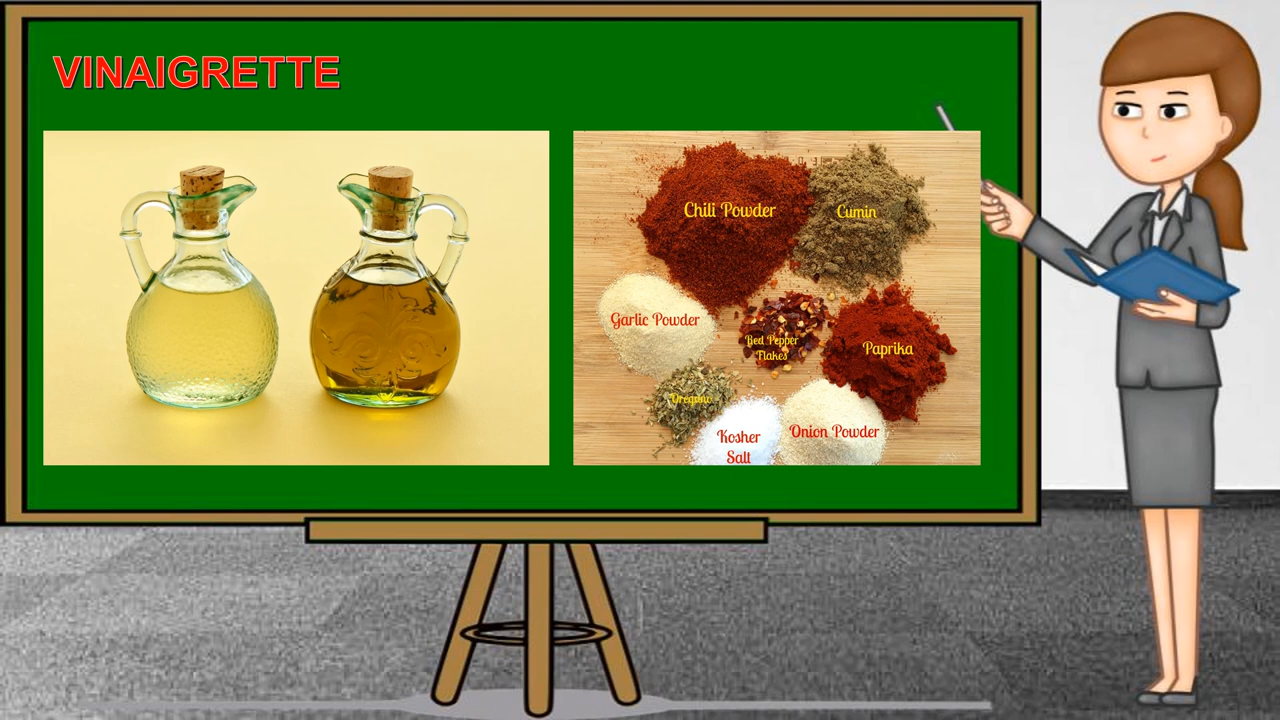 VINAIGRETTE
Chili Powder
Cumin
Garlic Powder
Red Pepper
Flakes
Paprika
Oregano
Kosher
Salt
Onion Powder